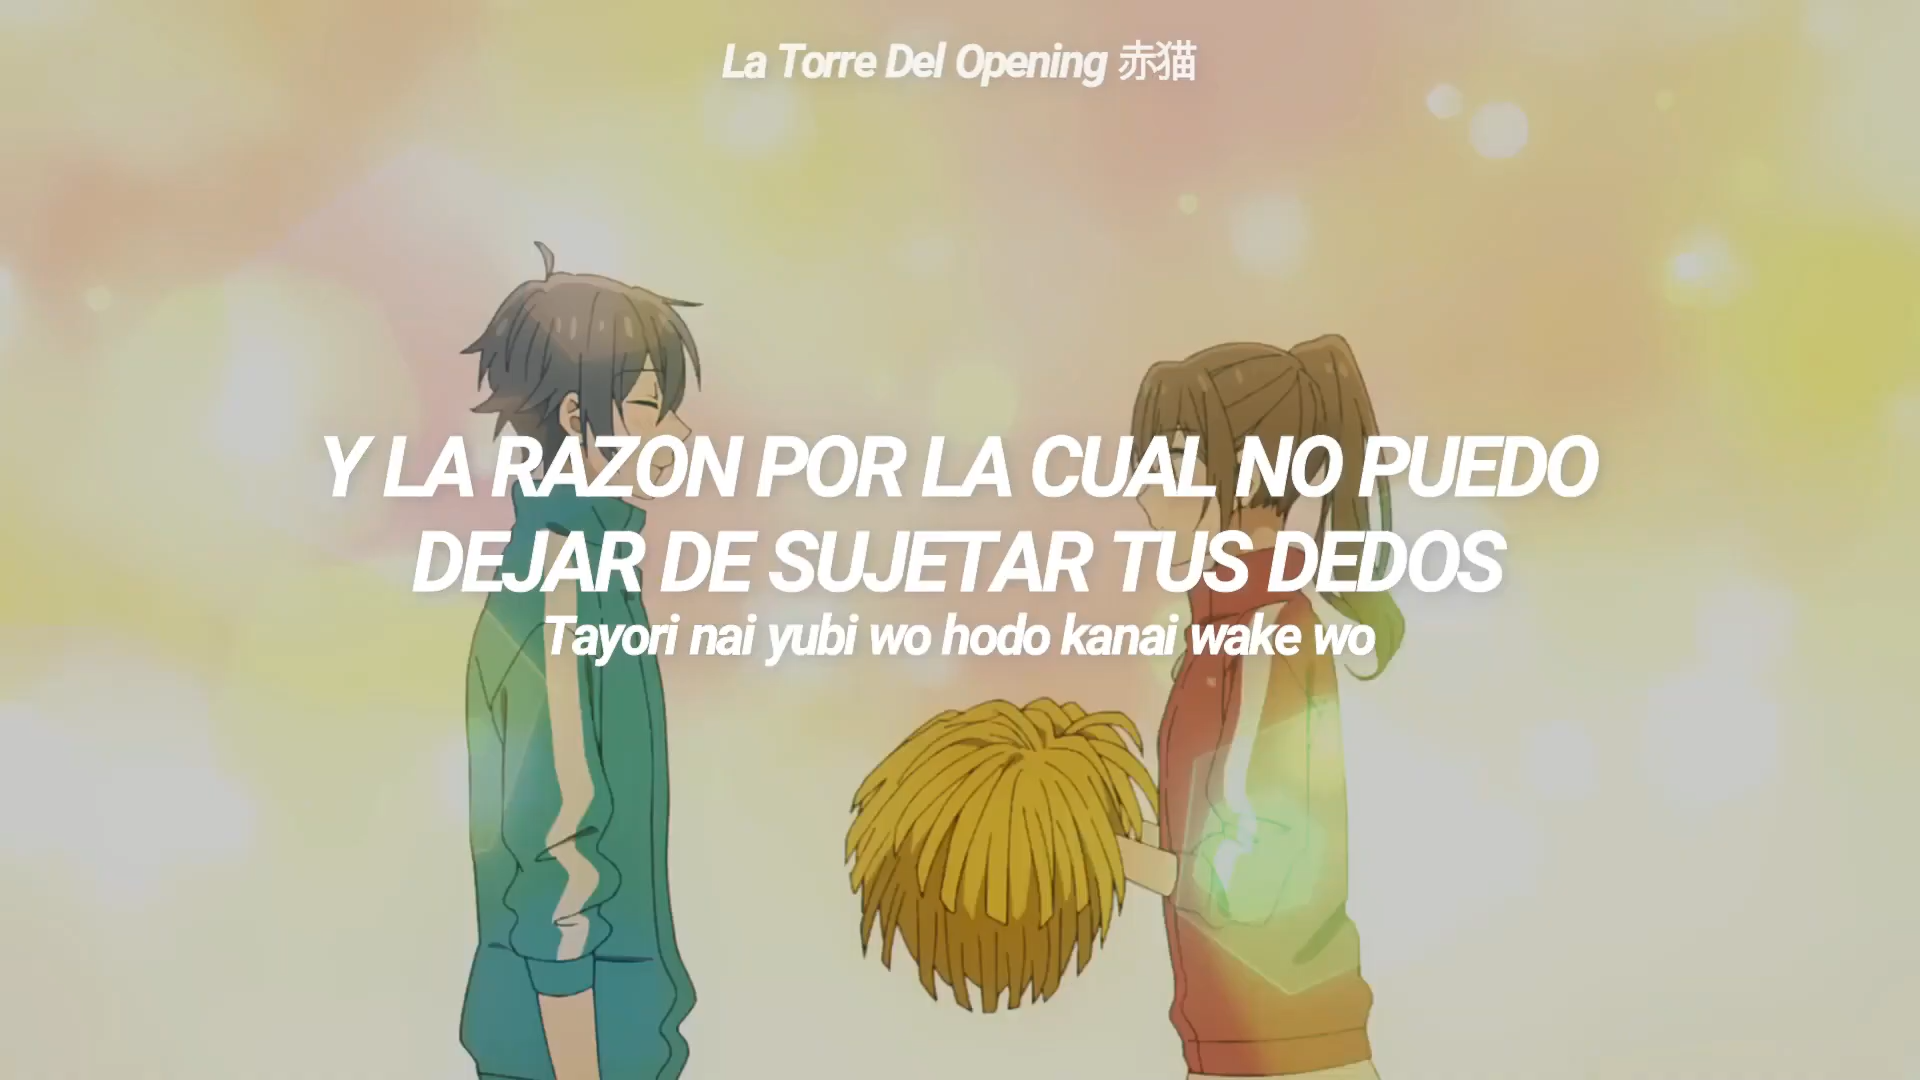 La Torre Del Opening 赤猫
Y LA RAZON POR LA CUAL NO PUEDO
DEJAR DE SUJETAR TUS DEDOS
Tayori nai yubi wo hodo kanai wake wo